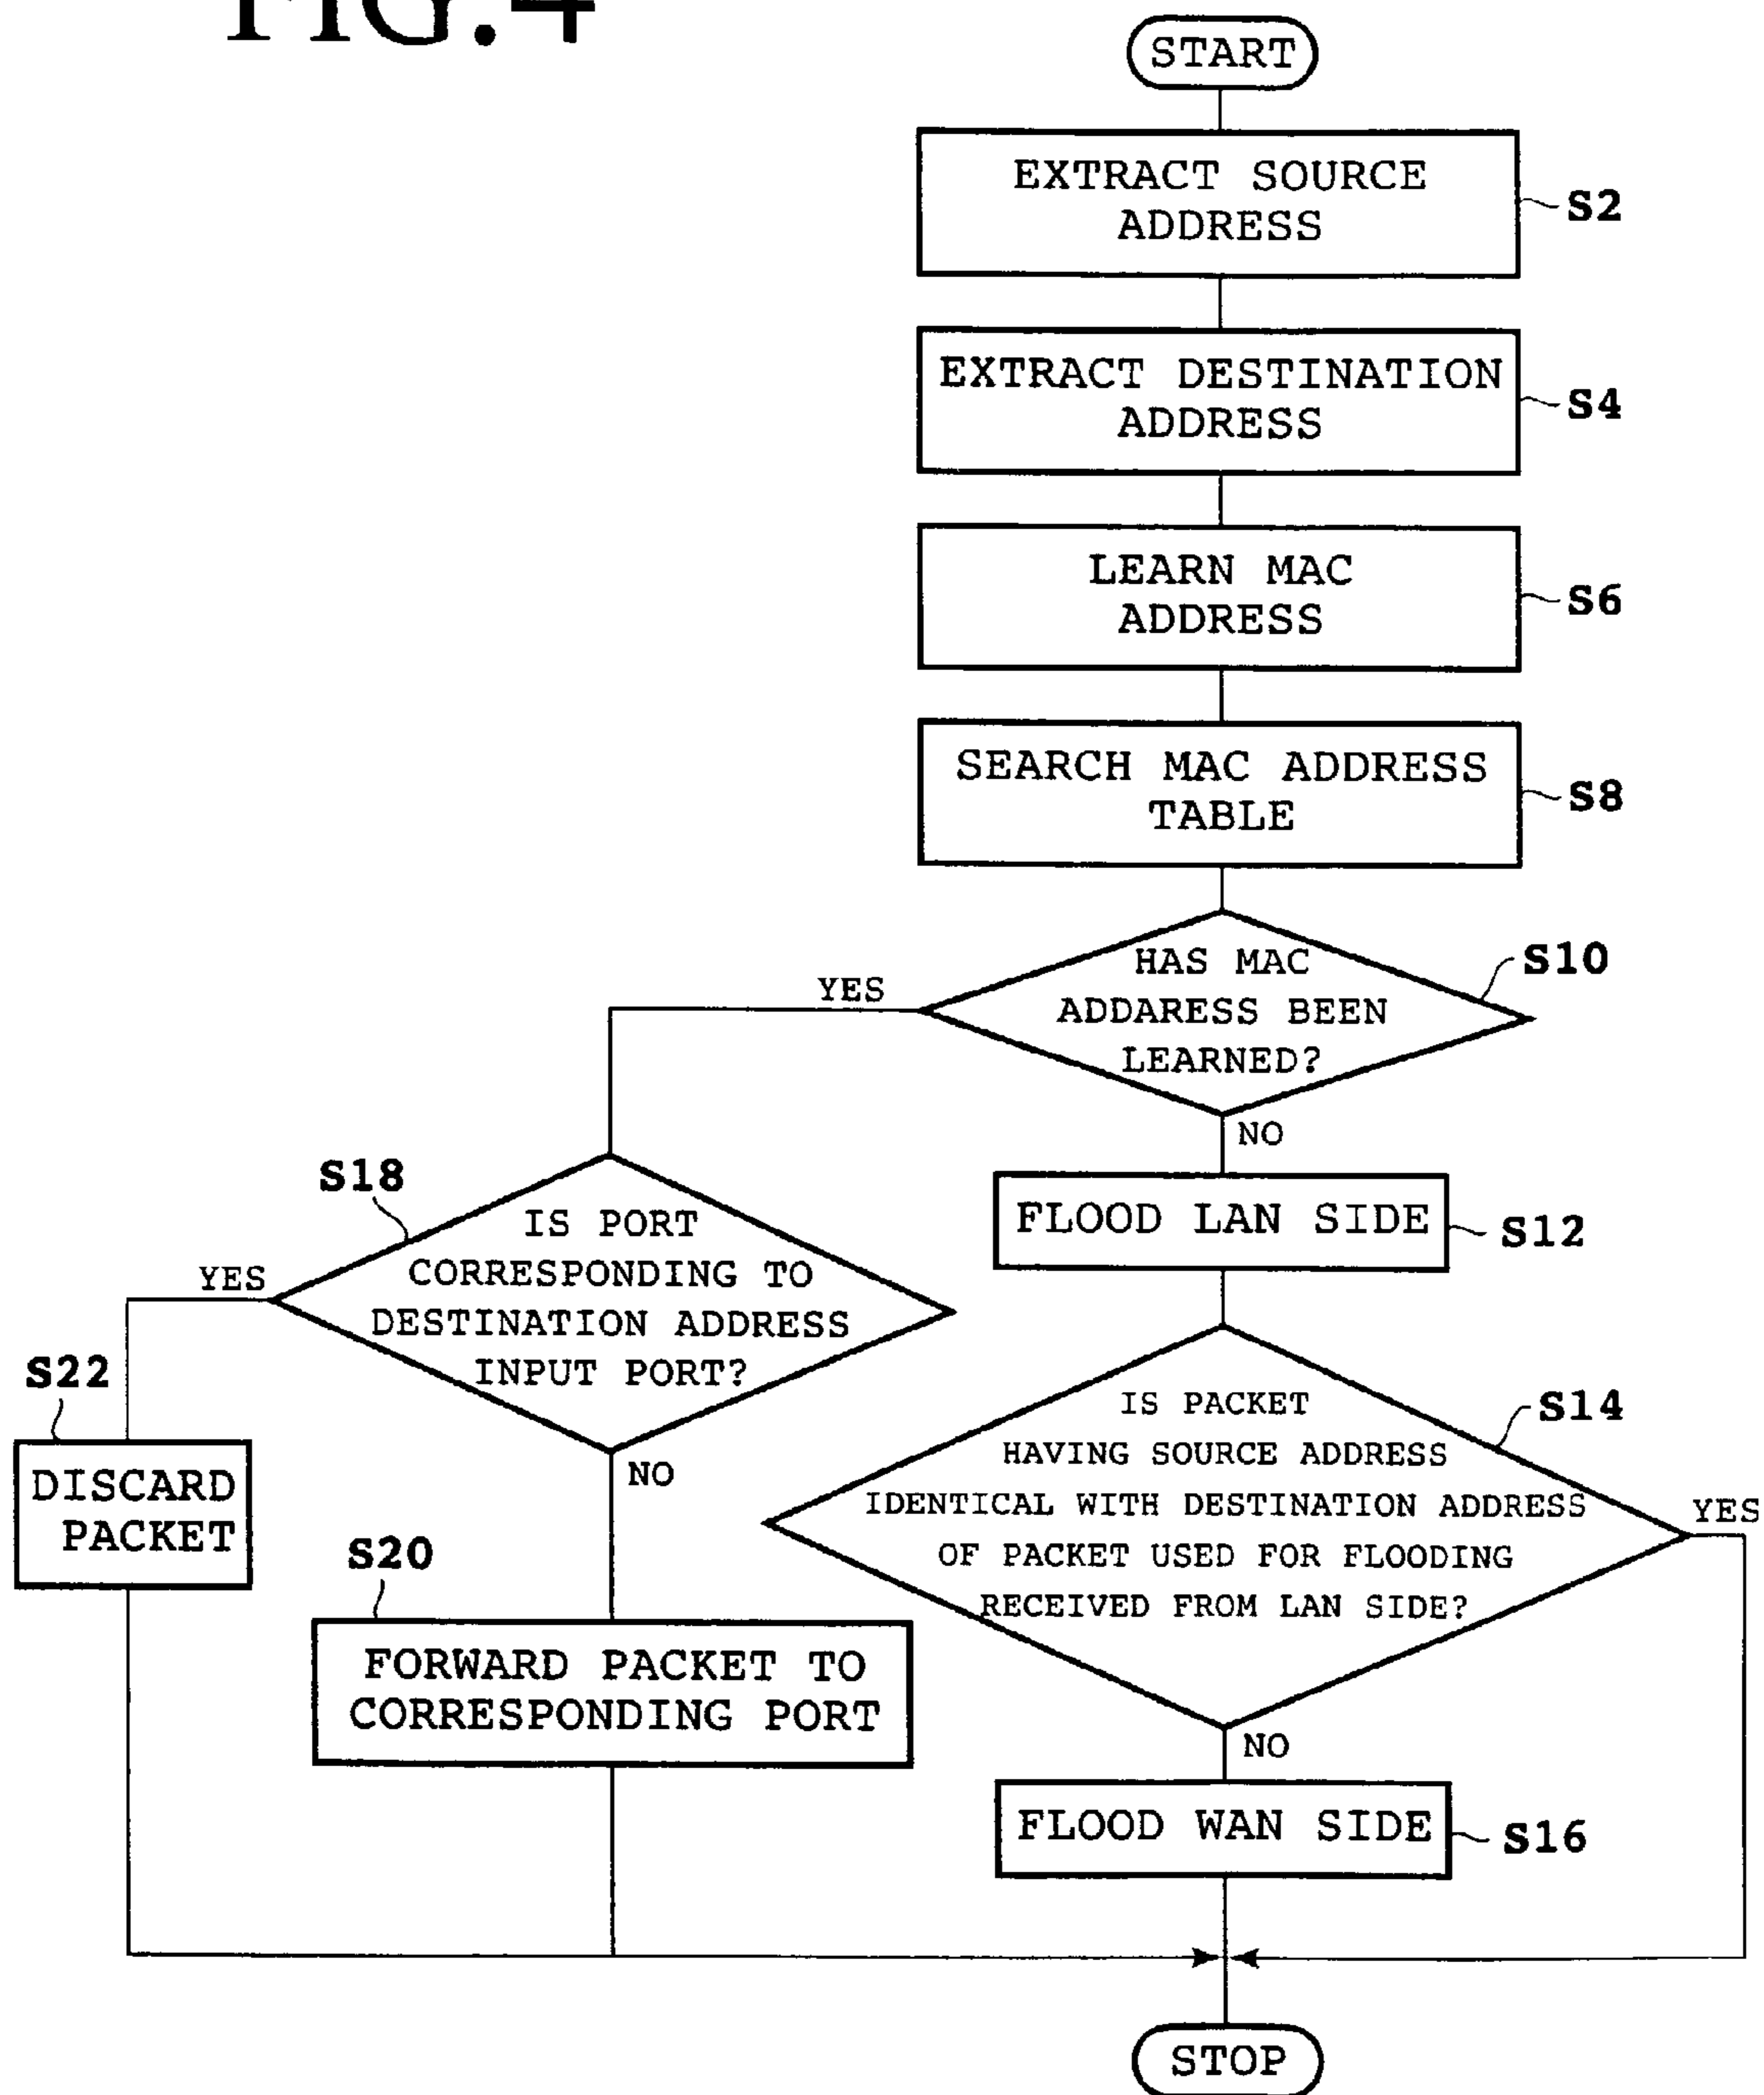 FIG.4
START
EXTRACT SOURCE
ADDRESS
S2
EXTRACT DESTINATION
ADDRESS
S4
LEARN MAC
ADDRESS
S6
SEARCH MAC ADDRESS
TABLE
S8
HAS MAC
ADDARESS BEEN
LEARNED?
S10
YES
NO
S18
IS PORT
CORRESPONDING TO
DESTINATION ADDRESS
INPUT PORT?
YES
NO
FLOOD LAN SIDE
S12
S22
DISCARD
PACKET
S20
FORWARD PACKET TO
CORRESPONDING PORT
IS PACKET
HAVING SOURCE ADDRESS
IDENTICAL WITH DESTINATION ADDRESS
OF PACKET USED FOR FLOODING
RECEIVED FROM LAN SIDE?
S14
YES
NO
FLOOD WAN SIDE
S16
STOP